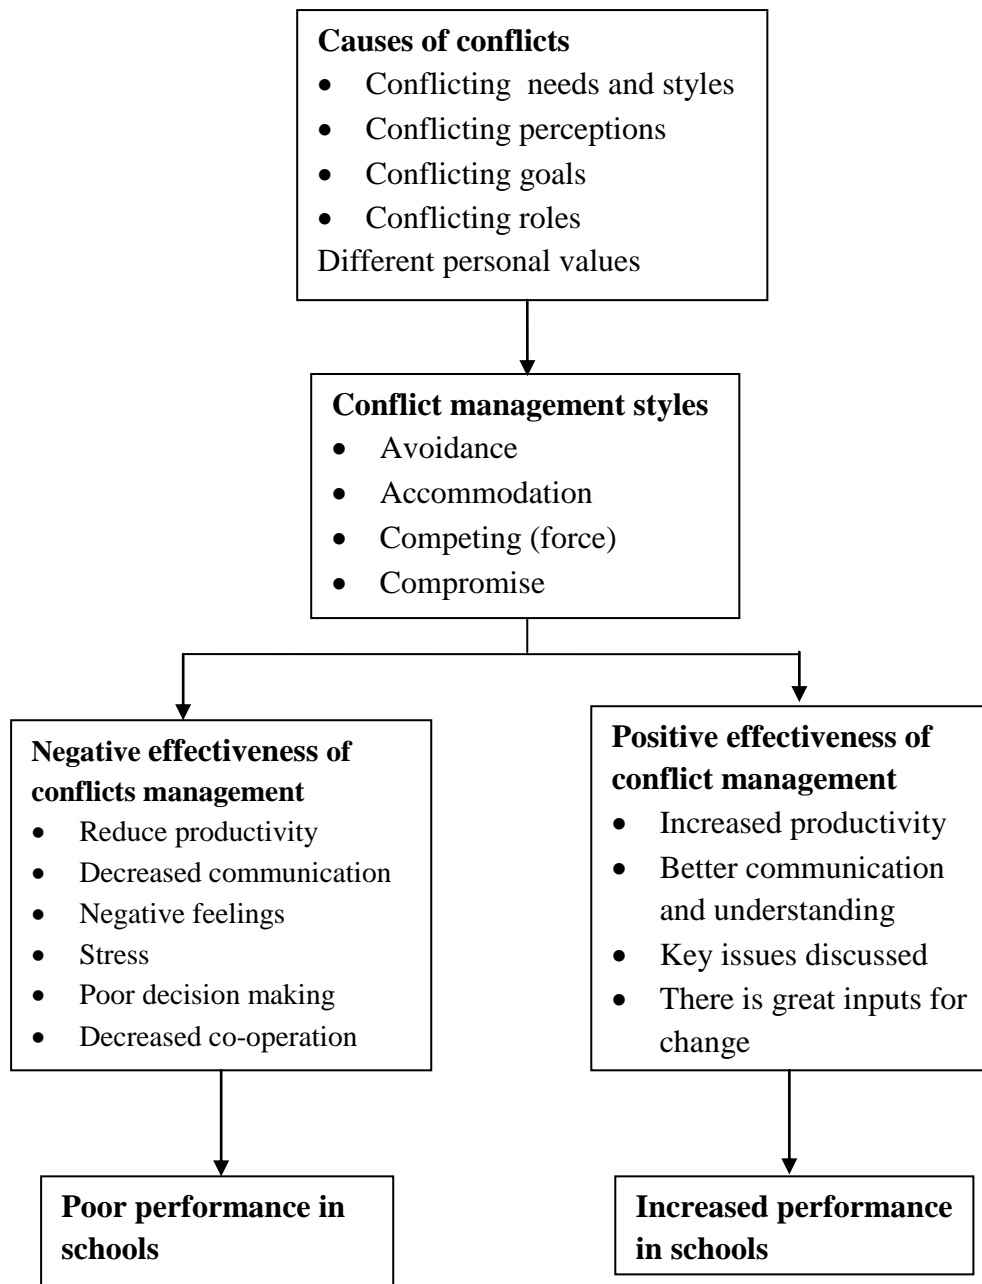 Causes of conflicts
• Conflicting needs and styles
• Conflicting perceptions
• Conflicting goals
• Conflicting roles
Different personal values
Conflict management styles
• Avoidance
• Accommodation
• Competing (force)
• Compromise
Negative effectiveness of
conflicts management
• Reduce productivity
• Decreased communication
• Negative feelings
• Stress
• Poor decision making
• Decreased co-operation
Positive effectiveness of
conflict management
• Increased productivity
• Better communication
and understanding
• Key issues discussed
• There is great inputs for
change
Poor performance in
schools
Increased performance
in schools